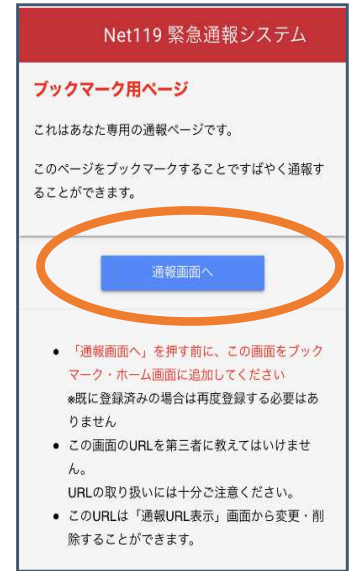 Net119 緊急通報システム
ブックマーク用ページ
これはあなた専用の通報ページです。
このページをブックマークすることですばやく通報す
ることができます。
通報画面へ
● 「通報画面へ」を押す前に、この画面をブック
マーク・ホーム画面に追加してください
※既に登録済みの場合は再度登録する必要はあ
りません
● この画面のURLを第三者に教えてはいけませ
ん。
URLの取り扱いには十分ご注意ください。
● このURLは「通報URL表示」画面から変更・削
除することができます。